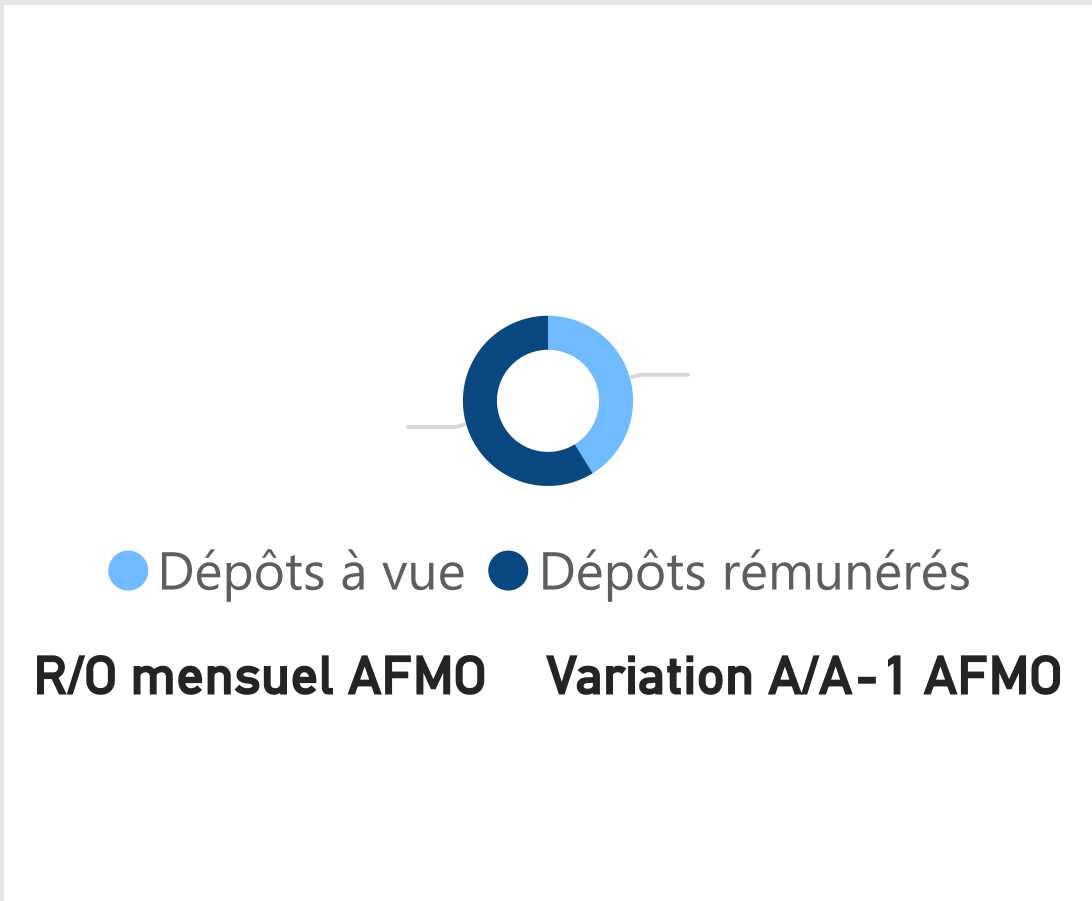 Dépôts à vue Dépôts rémunérés
R/O mensuel AFMO Variation A/A-1 AFMO